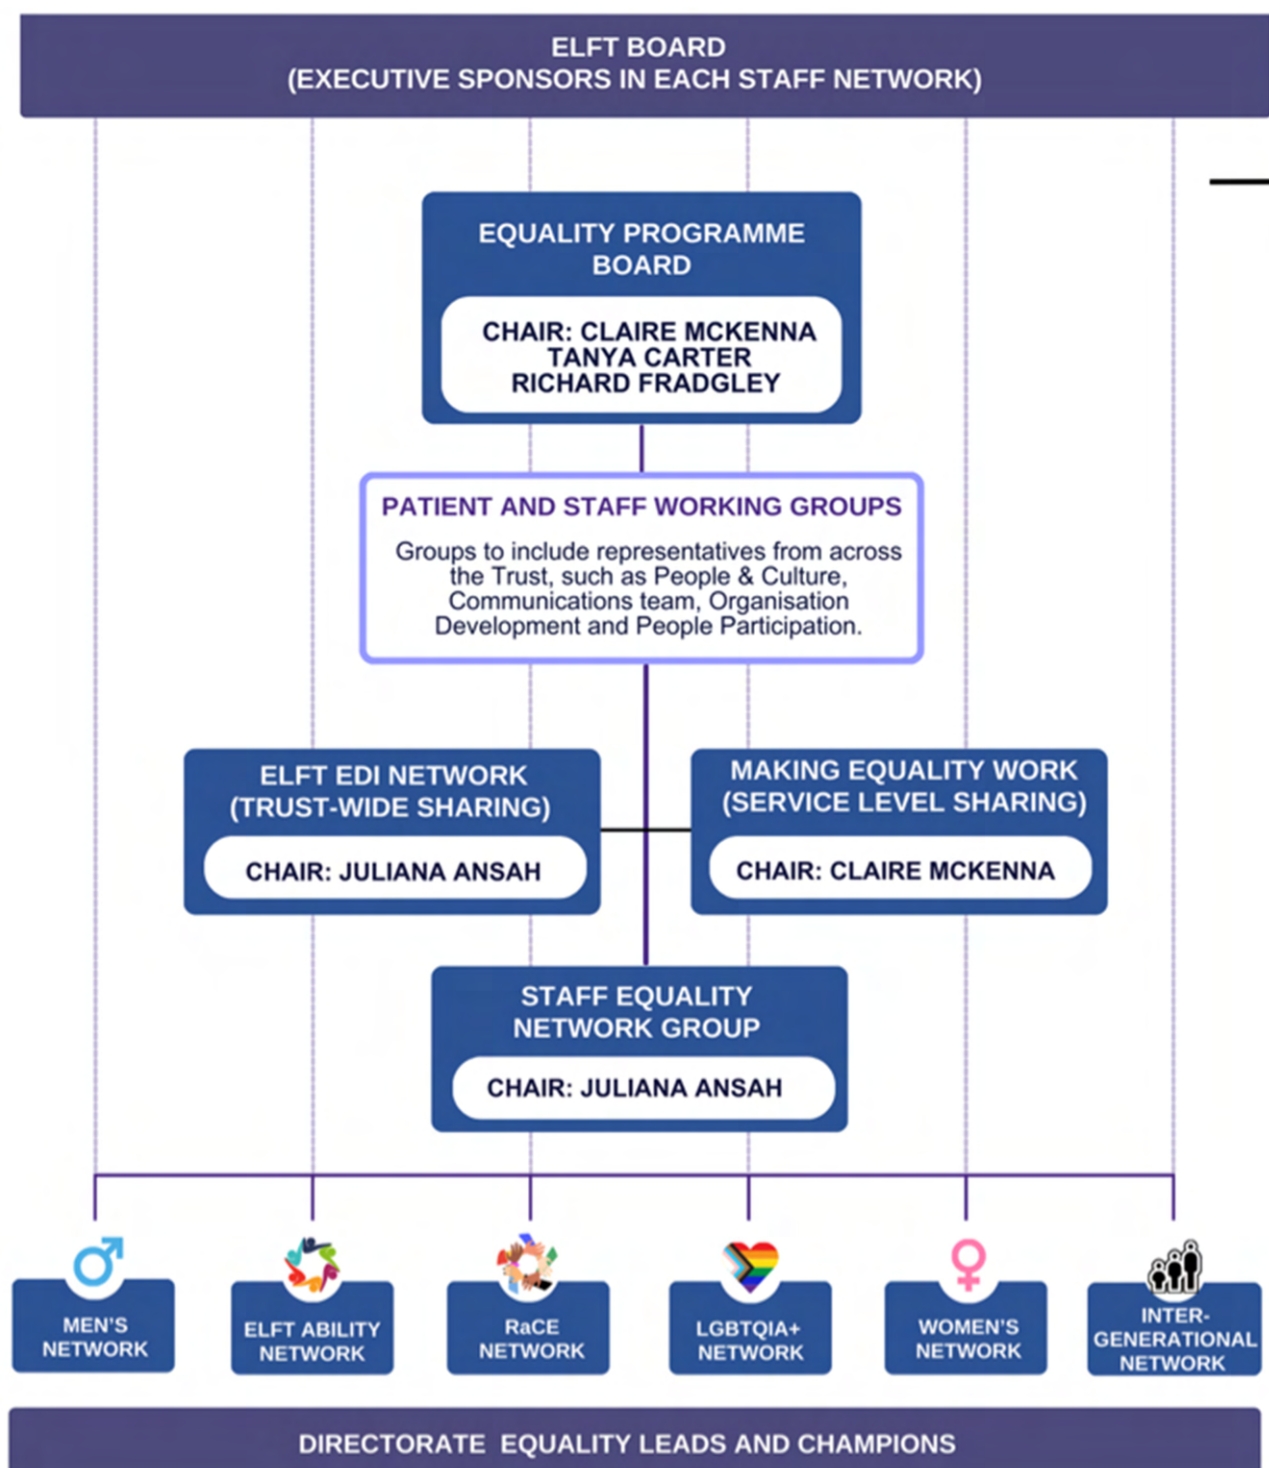 ELFT BOARD
(EXECUTIVE SPONSORS IN EACH STAFF NETWORK)
EQUALITY PROGRAMME
BOARD
CHAIR: CLAIRE MCKENNA
TANYA CARTER
RICHARD FRADGLEY
PATIENT AND STAFF WORKING GROUPS
Groups to include representatives from across
the Trust, such as People & Culture,
Communications team, Organisation
Development and People Participation.
ELFT EDI NETWORK
(TRUST-WIDE SHARING)
CHAIR: JULIANA ANSAH
MAKING EQUALITY WORK
(SERVICE LEVEL SHARING)
CHAIR: CLAIRE MCKENNA
STAFF EQUALITY
NETWORK GROUP
CHAIR: JULIANA ANSAH
MEN'S
NETWORK
ELFT ABILITY
NETWORK
RaCE
NETWORK
LGBTQIA+
NETWORK
WOMEN'S
NETWORK
INTER-
GENERATIONAL
NETWORK
DIRECTORATE EQUALITY LEADS AND CHAMPIONS